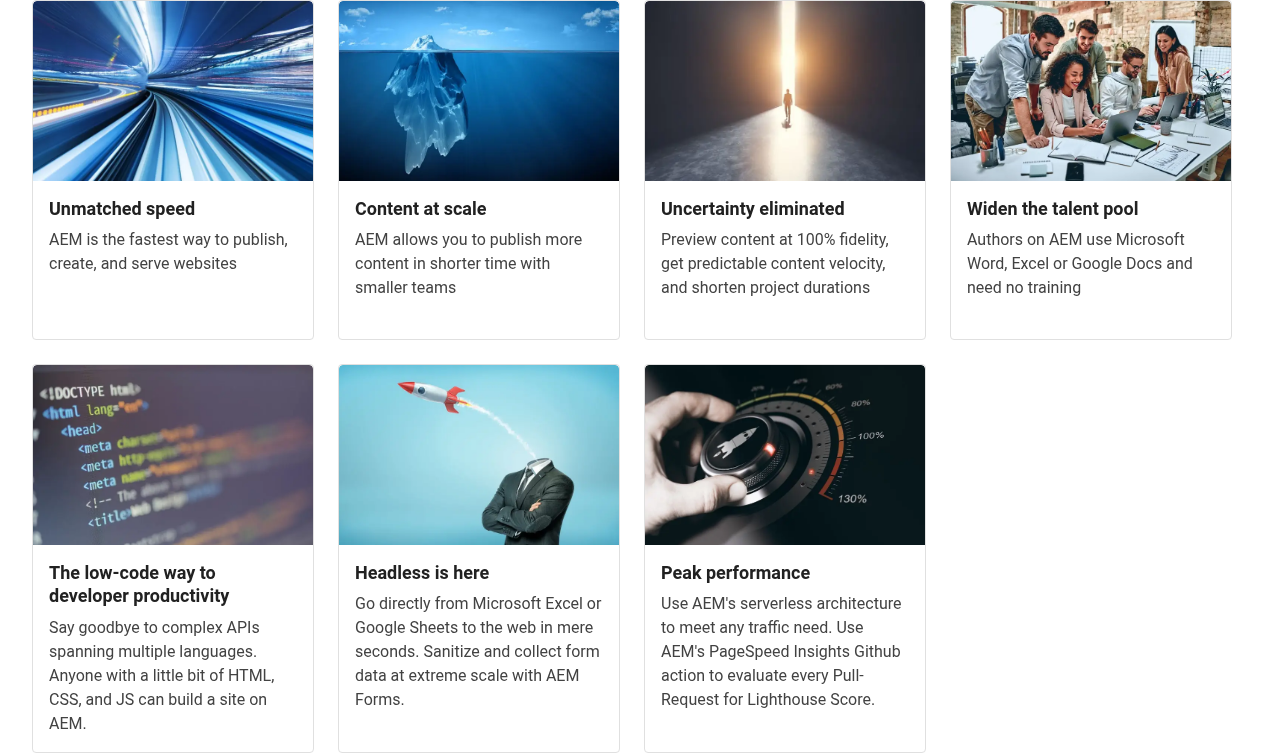 Unmatched speed
AEM is the fastest way to publish,
create, and serve websites
Content at scale
AEM allows you to publish more
content in shorter time with
smaller teams
Uncertainty eliminated
Preview content at 100% fidelity,
get predictable content velocity,
and shorten project durations
Widen the talent pool
Authors on AEM use Microsoft
Word, Excel or Google Docs and
need no training
<!DOCTYPE html>
<html lang="en">
<head>
<meta
<meta
<meta
<!-- The
<title>Web Design
60%
80%
100%
130%
The low-code way to
developer productivity
Say goodbye to complex APIs
spanning multiple languages.
Anyone with a little bit of HTML,
CSS, and JS can build a site on
AEM.
Headless is here
Go directly from Microsoft Excel or
Google Sheets to the web in mere
seconds. Sanitize and collect form
data at extreme scale with AEM
Forms.
Peak performance
Use AEM's serverless architecture
to meet any traffic need. Use
AEM's PageSpeed Insights Github
action to evaluate every Pull-
Request for Lighthouse Score.